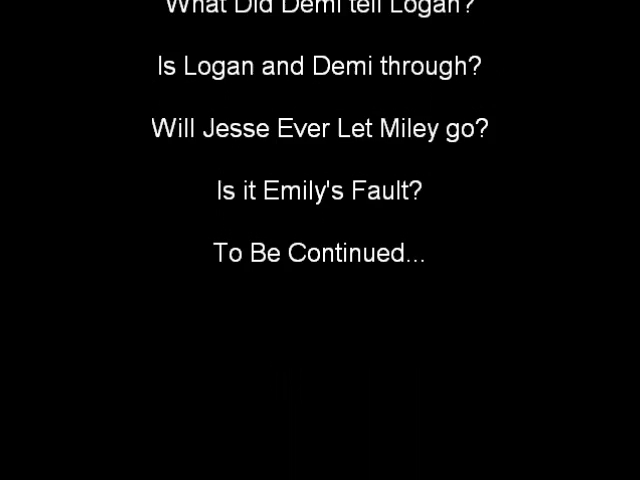 What Did Demi tell Logan?
Is Logan and Demi through?
Will Jesse Ever Let Miley go?
Is it Emily's Fault?
To Be Continued...